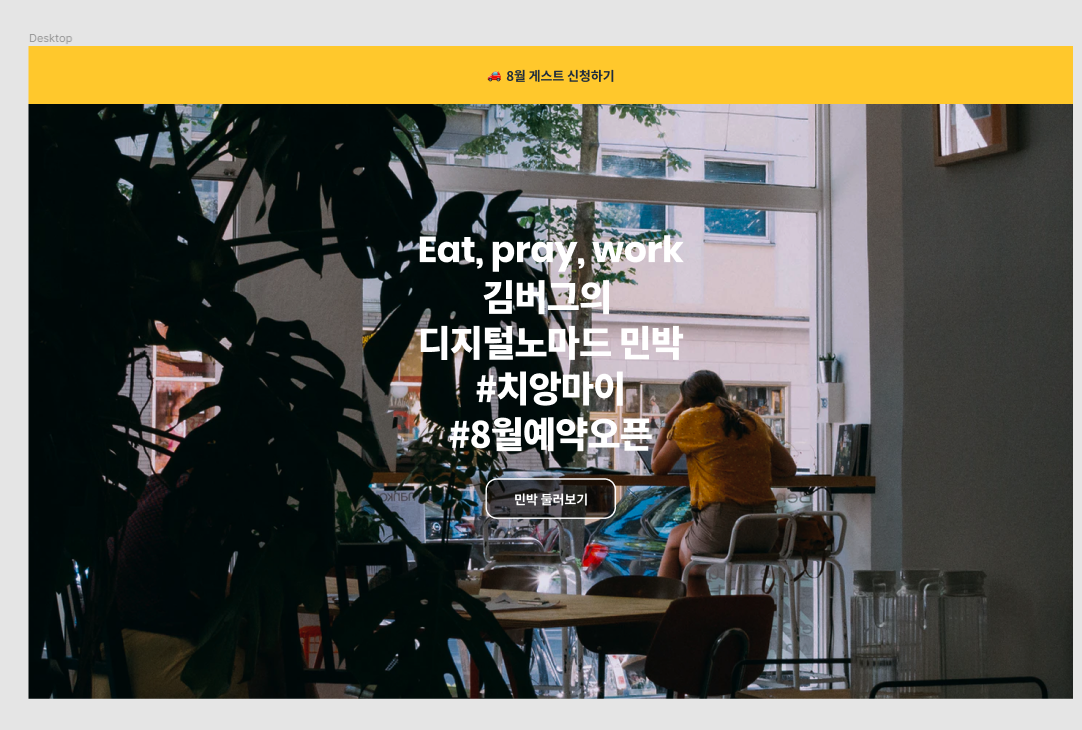 Desktop
🚗 8월 게스트 신청하기
Eat, pray, work
김버그의
디지털노마드 민박
#치앙마이
#8월예약오픈
민박 둘러보기